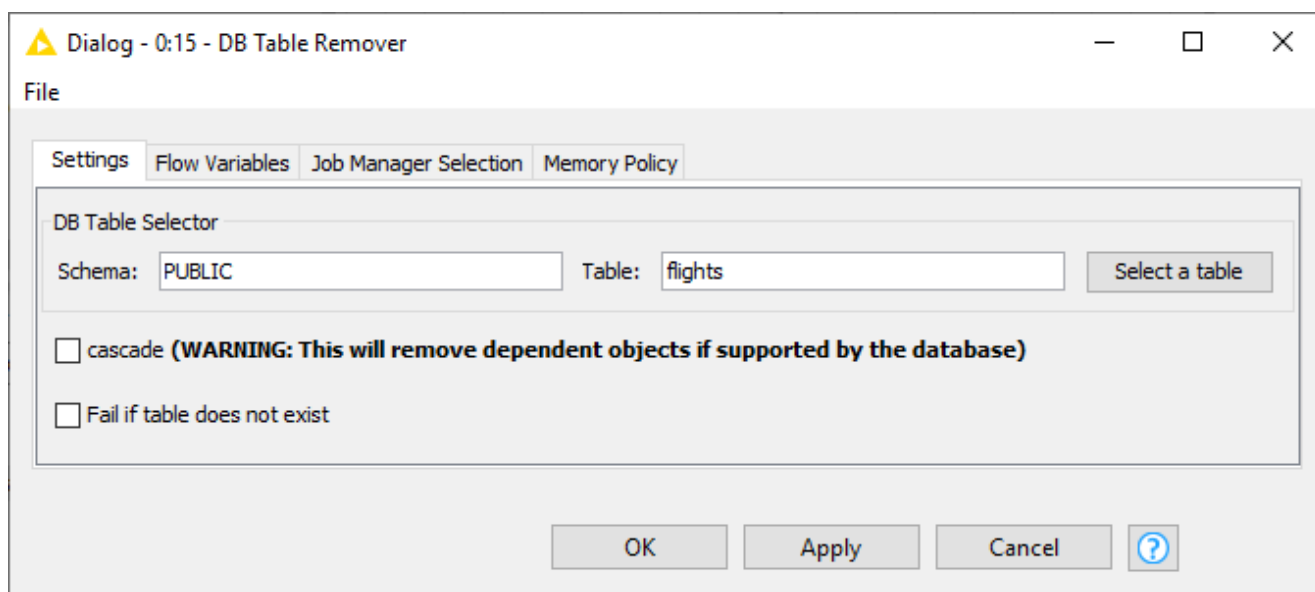 Dialog - 0:15 - DB Table Remover
File
Settings Flow Variables Job Manager Selection Memory Policy
DB Table Selector
Schema: PUBLIC Table: flights Select a table
cascade (WARNING: This will remove dependent objects if supported by the database)
Fail if table does not exist
OK Apply Cancel ?